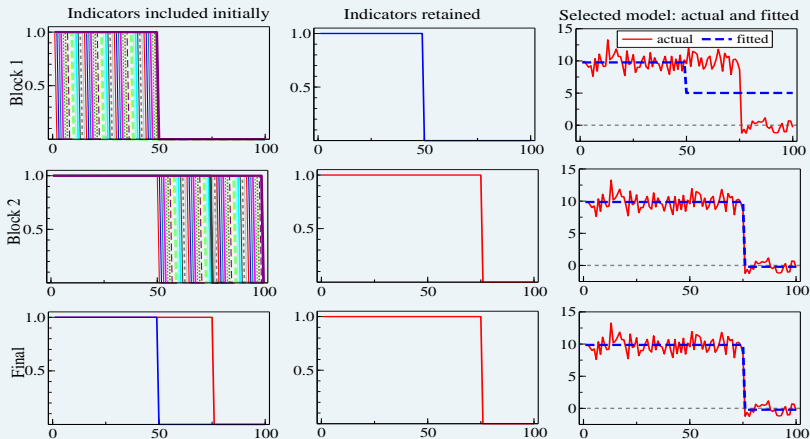 Indicators included initially
Indicators retained
Selected model: actual and fitted
Block 1
1.0
0.5
0 50 100
1.0
0.5
0 50 100
actual fitted
15
10
5
0
0 50 100
Block 2
1.0
0.5
0 50 100
1.0
0.5
0 50 100
15
10
5
0
0 50 100
Final
1.0
0.5
0 50 100
1.0
0.5
0 50 100
15
10
5
0
0 50 100